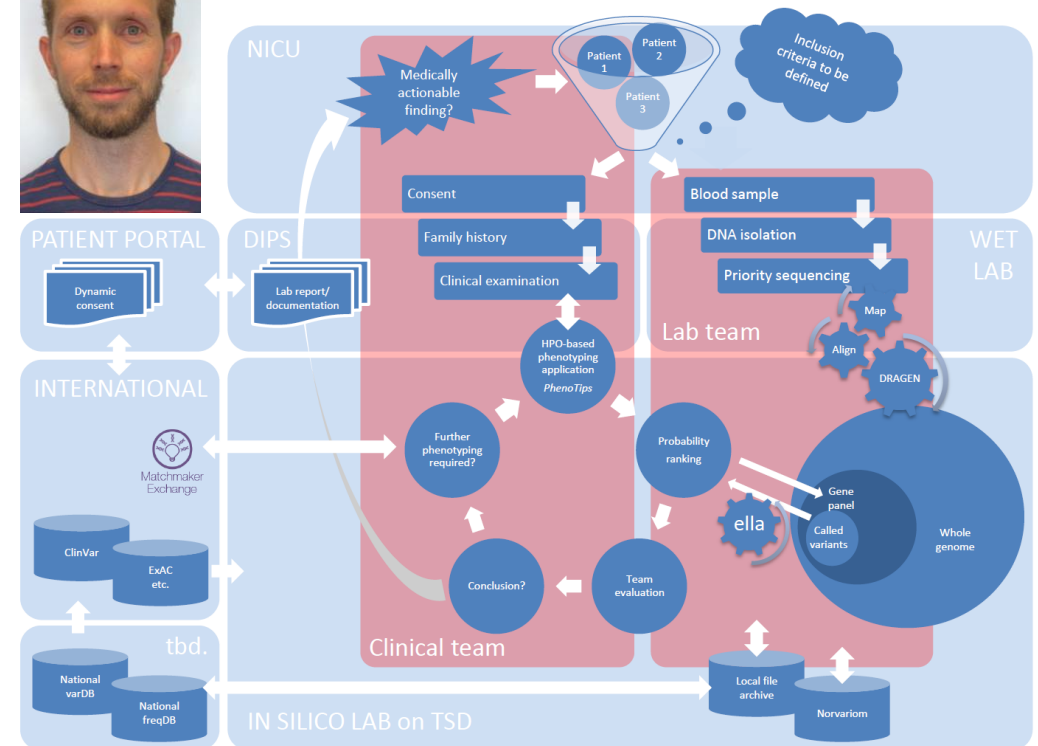 NICU
Medically
actionable
finding?
Patient
1
Patient
2
Patient
3
Inclusion
criteria to be
defined
Consent
Family history
Clinical examination
Blood sample
DNA isolation
Priority sequencing
PATIENT PORTAL
Dynamic
consent
DIPS
Lab report/
documentation
WET
LAB
Lab team
Map
Align
DRAGEN
HPO-based
phenotyping
application
PhenoTips
INTERNATIONAL
Matchmaker
Exchange
ClinVar
ExAC
etc.
Further
phenotyping
required?
Probability
ranking
Gene
panel
Called
variants
Whole
genome
ella
Conclusion?
Team
evaluation
Clinical team
tbd.
National
varDB
National
freqDB
Local file
archive
Norvariom
IN SILICO LAB on TSD